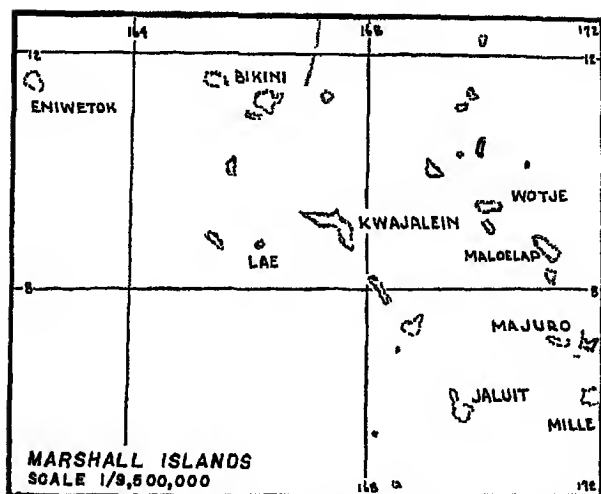 164 168 172
12 12
BIKINI
ENIWETOK
WOTJE
KWAJALEIN
LAE
MALOELAP
8 8
MAJURO
JALUIT
MILLE
MARSHALL ISLANDS
SCALE 1/9,500,000
168 172